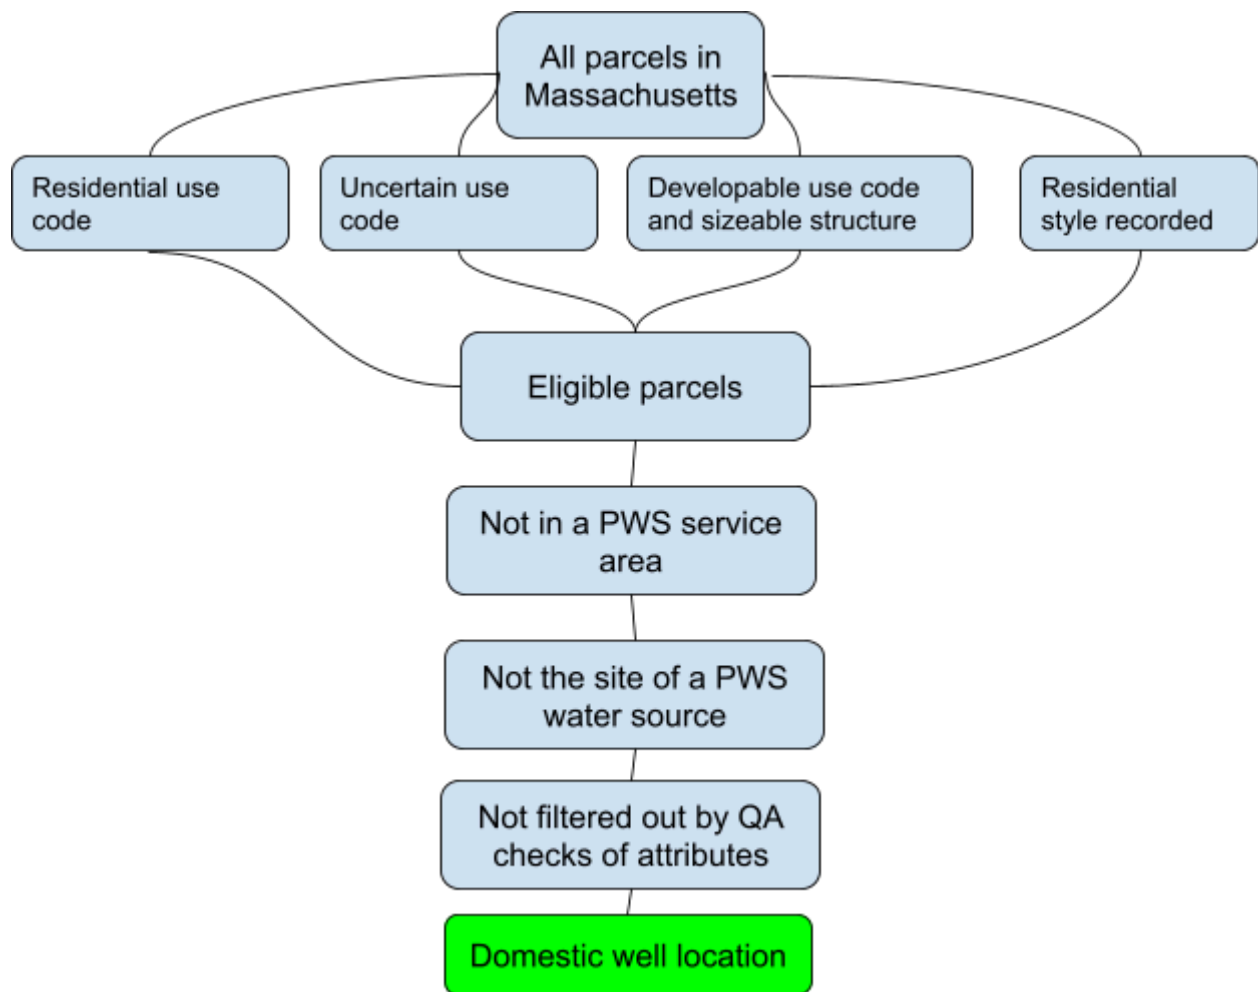 All parcels in
Massachusetts
Residential use
code
Uncertain use
code
Developable use code
and sizeable structure
Residential
style recorded
Eligible parcels
Not in a PWS service
area
Not the site of a PWS
water source
Not filtered out by QA
checks of attributes
Domestic well location